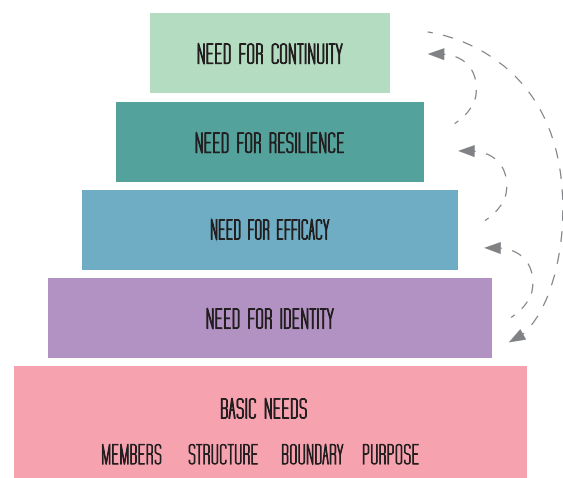 NEED FOR CONTINUITY
NEED FOR RESILIENCE
NEED FOR EFFICACY
NEED FOR IDENTITY
BASIC NEEDS
MEMBERS STRUCTURE BOUNDARY PURPOSE